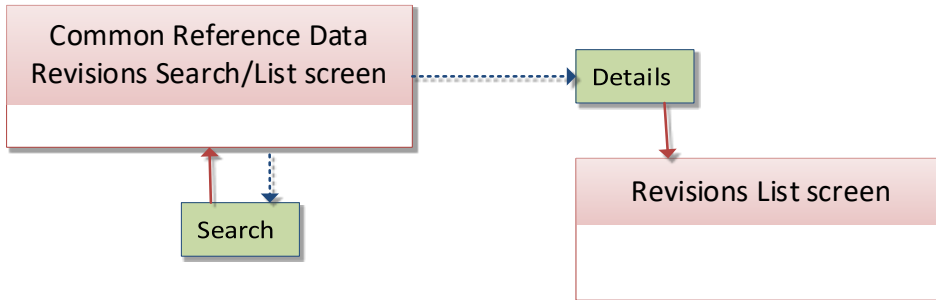 Common Reference Data
Revisions Search/List screen
Details
Revisions List screen
Search